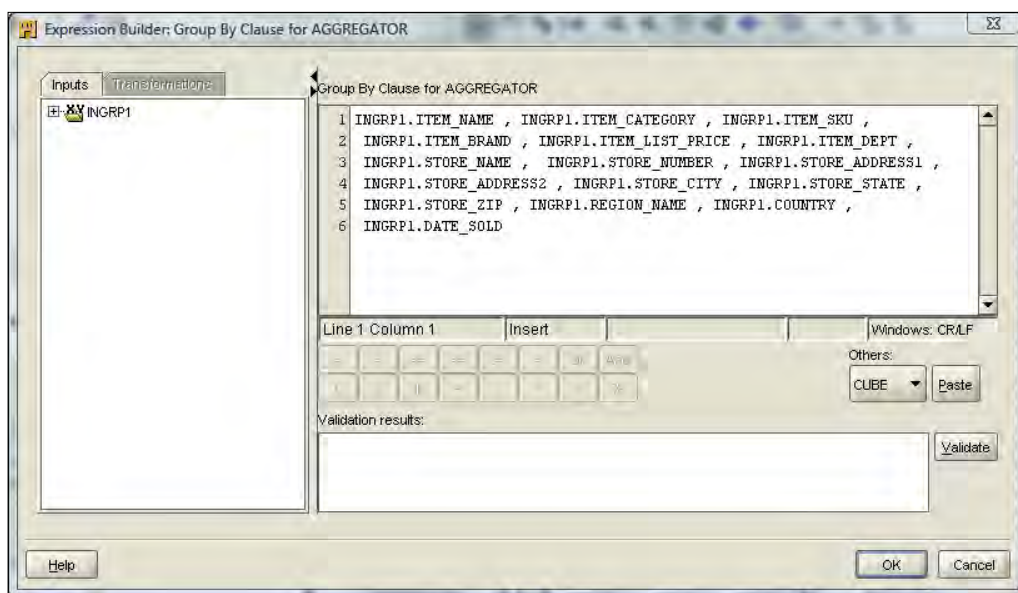 Expression Builder: Group By Clause for AGGREGATOR
Inputs
Transformations
INGRP1
Group By Clause for AGGREGATOR
1 INGRP1.ITEM_NAME , INGRP1.ITEM_CATEGORY , INGRP1.ITEM_SKU ,
2 INGRP1.ITEM_BRAND , INGRP1.ITEM_LIST_PRICE , INGRP1.ITEM_DEPT ,
3 INGRP1.STORE_NAME , INGRP1.STORE_NUMBER , INGRP1.STORE_ADDRESS1 ,
4 INGRP1.STORE_ADDRESS2 , INGRP1.STORE_CITY , INGRP1.STORE_STATE ,
5 INGRP1.STORE_ZIP , INGRP1.REGION_NAME , INGRP1.COUNTRY ,
6 INGRP1.DATE_SOLD
Line 1 Column 1 Insert Windows: CR/LF
Others:
CUBE Paste
Validation results:
Validate
Help OK Cancel